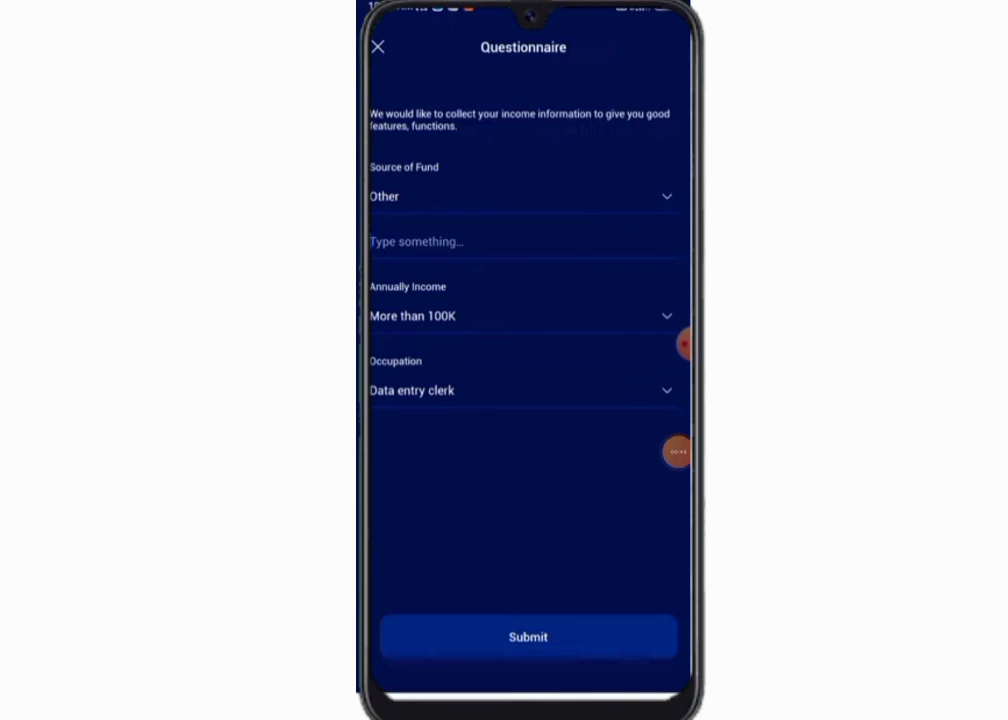 Questionnaire
We would like to collect your income information to give you good
features, functions.
Source of Fund
Other
Type something...
Annually Income
More than 100K
Occupation
Data entry clerk
Submit